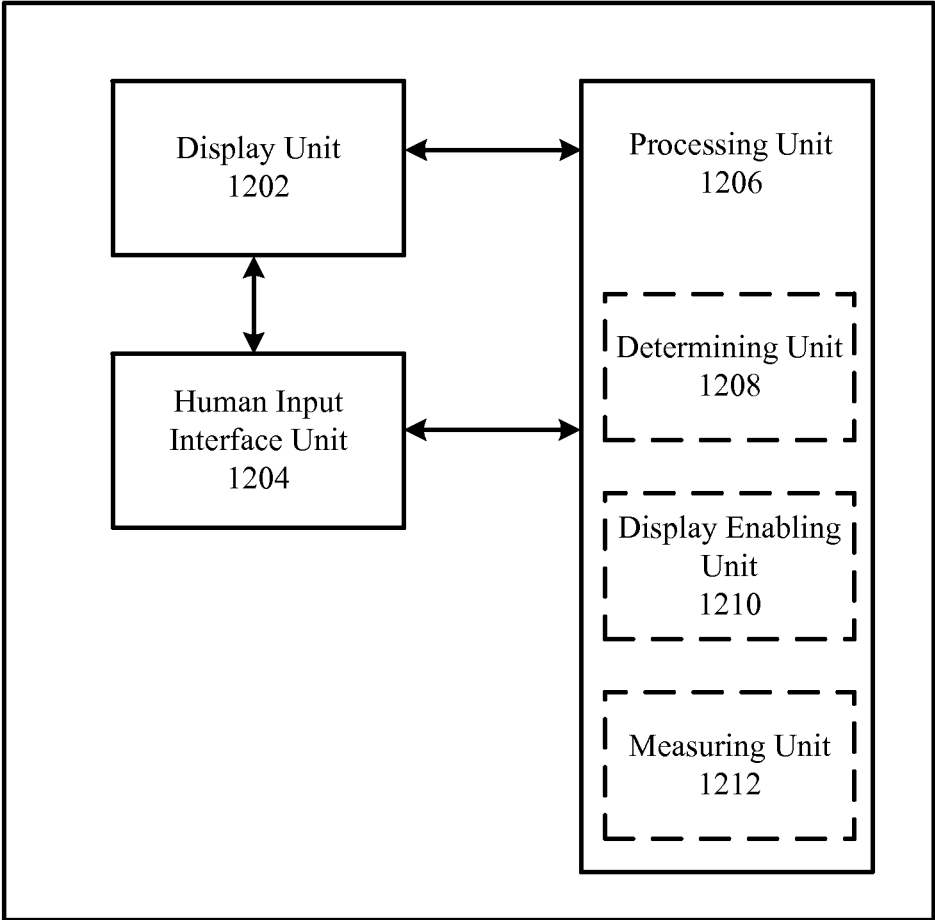 Display Unit
1202
Human Input
Interface Unit
1204
Processing Unit
1206
Determining Unit
1208
Display Enabling
Unit
1210
Measuring Unit
1212